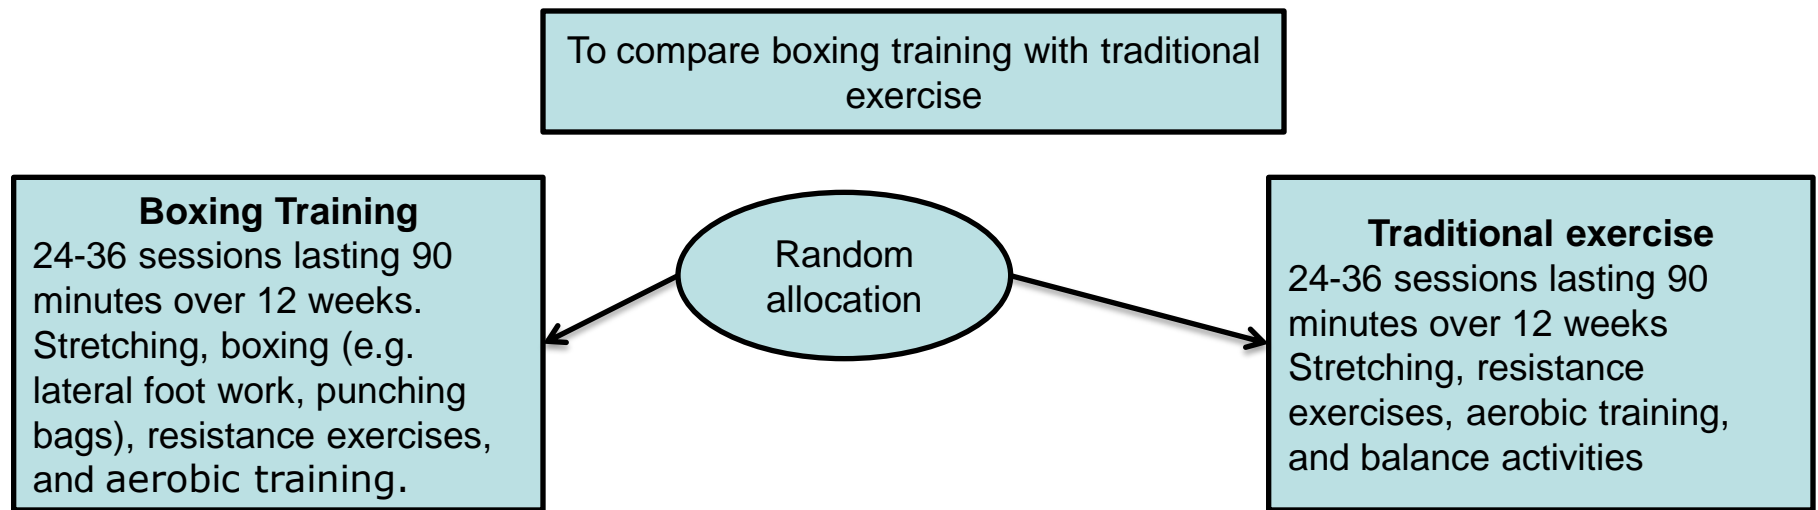 To compare boxing training with traditional
exercise
Boxing Training
24-36 sessions lasting 90
minutes over 12 weeks.
Stretching, boxing (e.g.
lateral foot work, punching
bags), resistance exercises,
and aerobic training.
Random
allocation
Traditional exercise
24-36 sessions lasting 90
minutes over 12 weeks
Stretching, resistance
exercises, aerobic training,
and balance activities